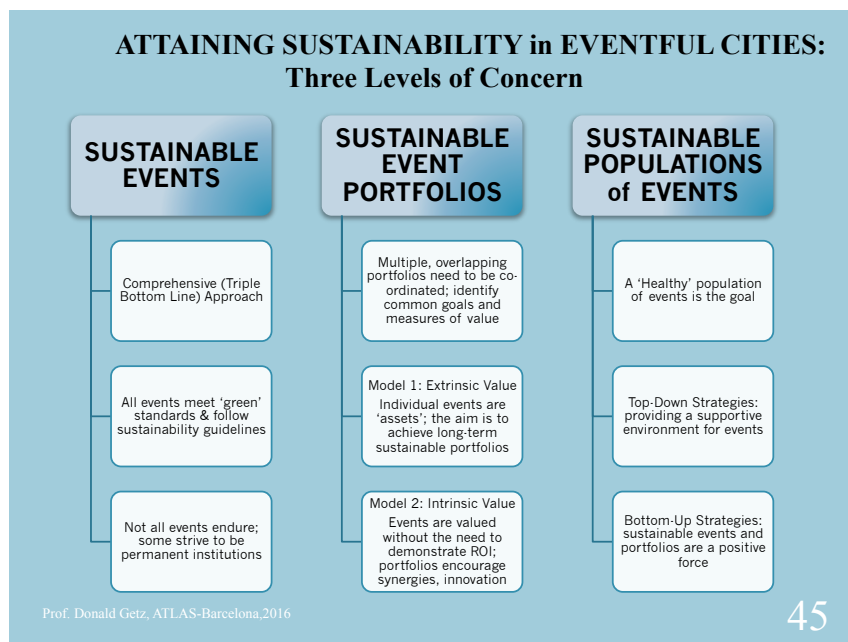 ATTAINING SUSTAINABILITY in EVENTFUL CITIES:
Three Levels of Concern
SUSTAINABLE
EVENTS
Comprehensive (Triple
Bottom Line) Approach
All events meet ‘green’
standards & follow
sustainability guidelines
Not all events endure;
some strive to be
permanent institutions
SUSTAINABLE
EVENT
PORTFOLIOS
Multiple, overlapping
portfolios need to be co-
ordinated; identify
common goals and
measures of value
Model 1: Extrinsic Value
Individual events are
‘assets’; the aim is to
achieve long-term
sustainable portfolios
Model 2: Intrinsic Value
Events are valued
without the need to
demonstrate ROI;
portfolios encourage
synergies, innovation
SUSTAINABLE
POPULATIONS
of EVENTS
A ‘Healthy’ population
of events is the goal
Top-Down Strategies:
providing a supportive
environment for events
Bottom-Up Strategies:
sustainable events and
portfolios are a positive
force
Prof. Donald Getz, ATLAS-Barcelona,2016
45